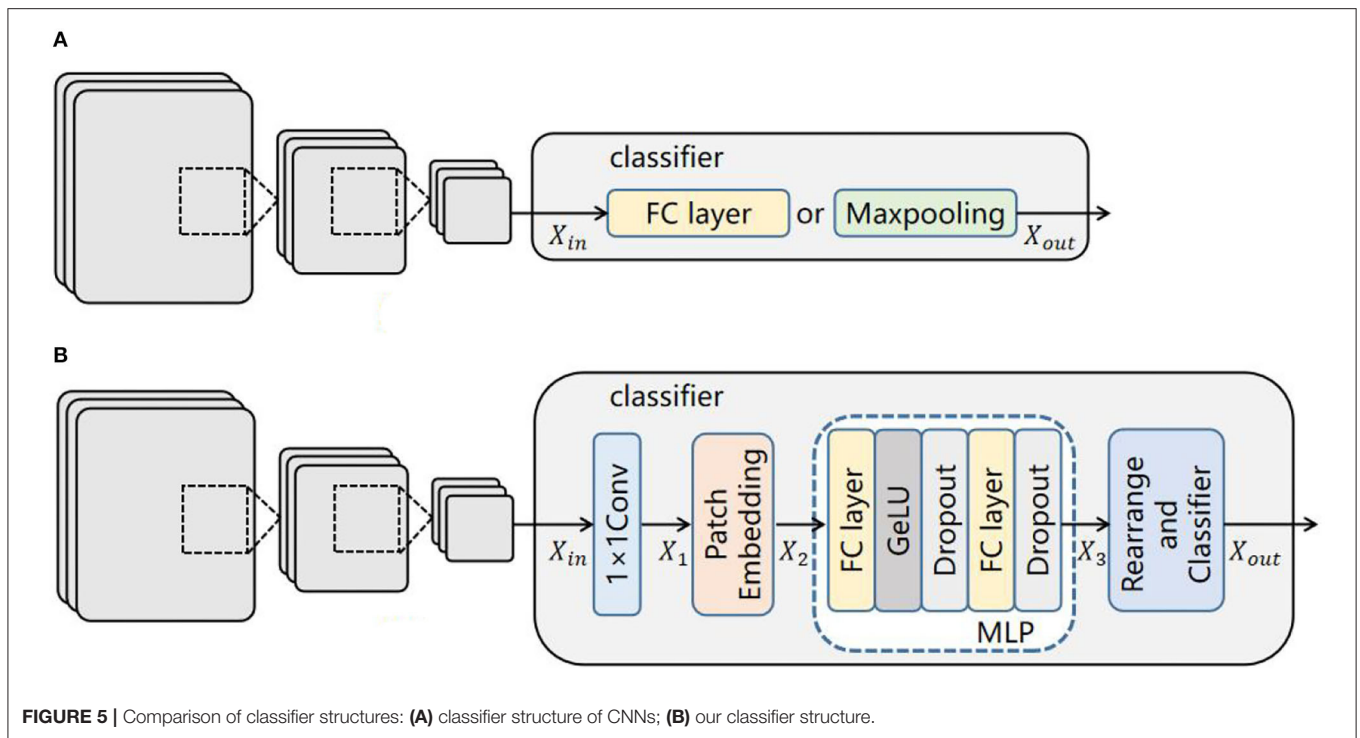 A
classifier
FC layer or Maxpooling
X_in X_out
B
classifier
1×1Conv
Patch
Embedding
FC layer
GeLU
Dropout
FC layer
Dropout
MLP
Rearrange
and
Classifier
X_in X_1 X_2 X_3 X_out
FIGURE 5 | Comparison of classifier structures: (A) classifier structure of CNNs; (B) our classifier structure.